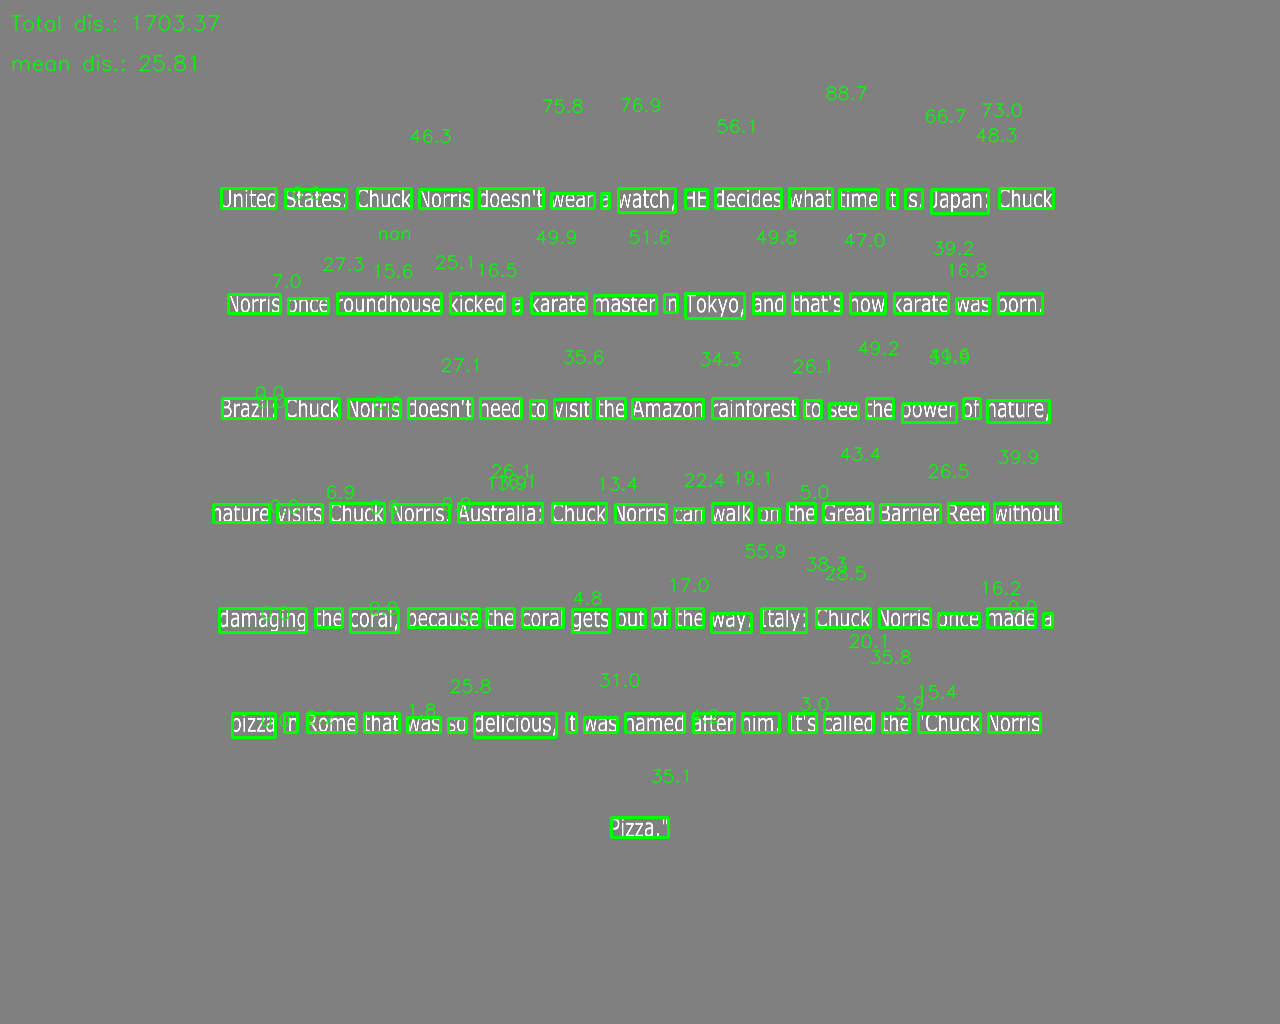 Total dis.: 1703.37
mean dis.: 25.81
88.7
75.8 76.9 73.0
56.1 66.7
46.3 48.3
United States: Chuck Norris doesn't wear a watch, HE decides what time it is. Japan: Chuck
nan 49.9 51.6 49.8 47.0 39.2
27.3 15.6 25.1 16.5 16.8
7.0
Norris once roundhouse kicked a karate master in Tokyo, and that's how karate was born.
27.1 35.6 34.3 26.1 49.2
0.0
Brazil: Chuck Norris doesn't need to visit the Amazon rainforest to see the power of nature,
43.4 39.9
26.1 13.4 22.4 19.1 26.5
6.9 5.0
nature visits Chuck Norris. Australia: Chuck Norris can walk on the Great Barrier Reef without
55.9 38.3 28.5
4.8 17.0 16.2
damaging the coral, because the coral gets out of the way. Italy: Chuck Norris once made a
20.1 35.8
25.8 31.0
1.8 3.0 3.9 15.4
pizza in Rome that was so delicious, it was named after him. It's called the "Chuck Norris
35.1
Pizza."